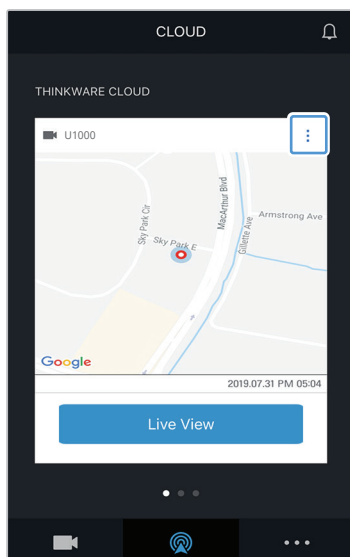 CLOUD
THINKWARE CLOUD
U1000
Sky Park Cir
MacArthur Blvd
Armstrong Ave
Gillette Ave
Sky Park E
Google
2019.07.31 PM 05:04
Live View